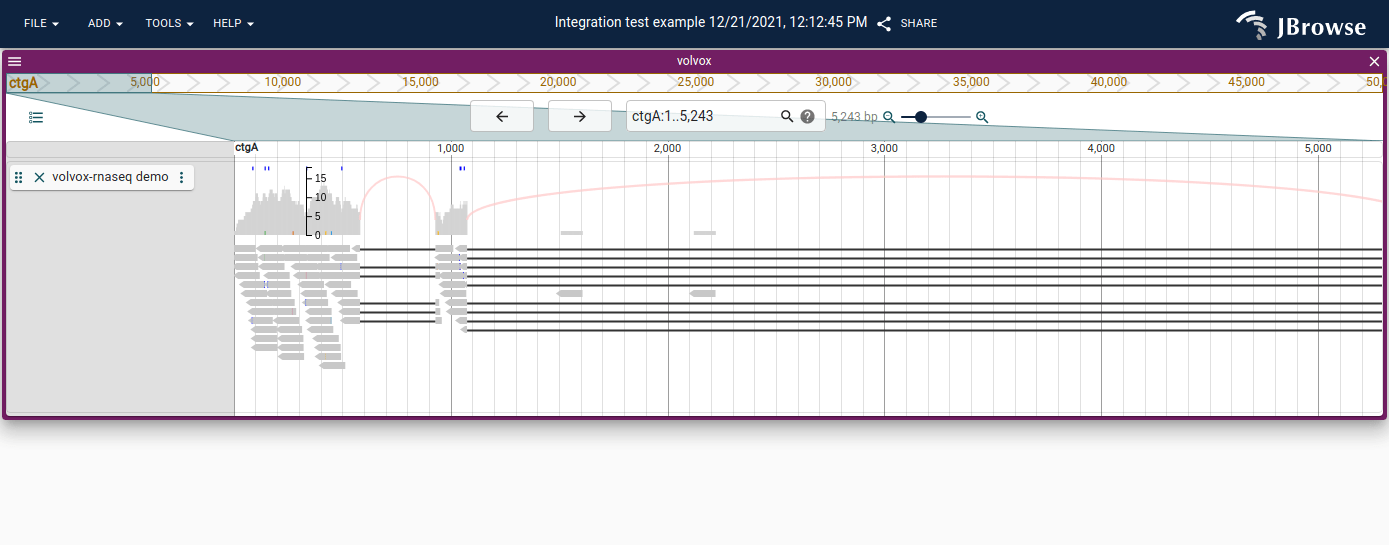 FILE ADD TOOLS HELP Integration test example 12/21/2021, 12:12:45 PM SHARE JBrowse
volvox
ctgA 5,000 10,000 15,000 20,000 25,000 30,000 35,000 40,000 45,000 50,
ctgA:1..5,243 ? 5,243 bp
ctgA 1,000 2,000 3,000 4,000 5,000
volvox-rnaseq demo
15
10
5
0